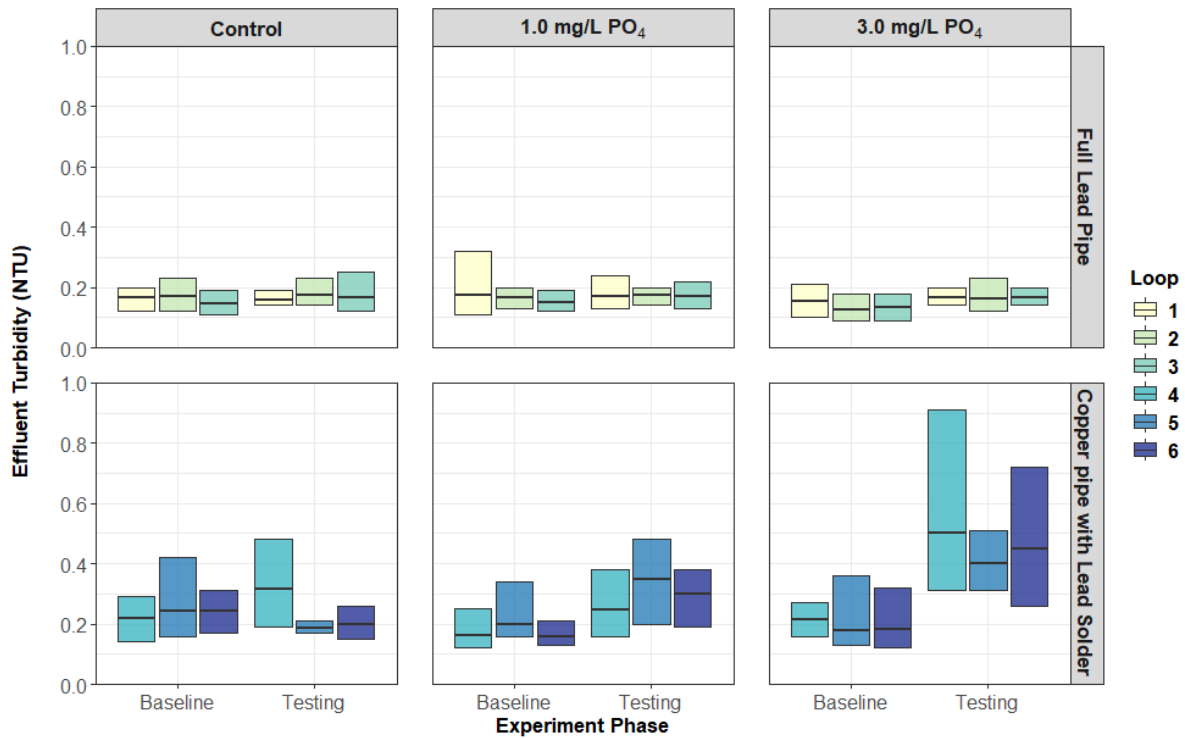 Control 1.0 mg/L PO₄ 3.0 mg/L PO₄
Effluent Turbidity (NTU)
1.0
0.8
0.6
0.4
0.2
0.0
Full Lead Pipe
1.0
0.8
0.6
0.4
0.2
0.0
Copper pipe with Lead Solder
Baseline Testing Baseline Testing Baseline Testing
Experiment Phase
Loop
1
2
3
4
5
6